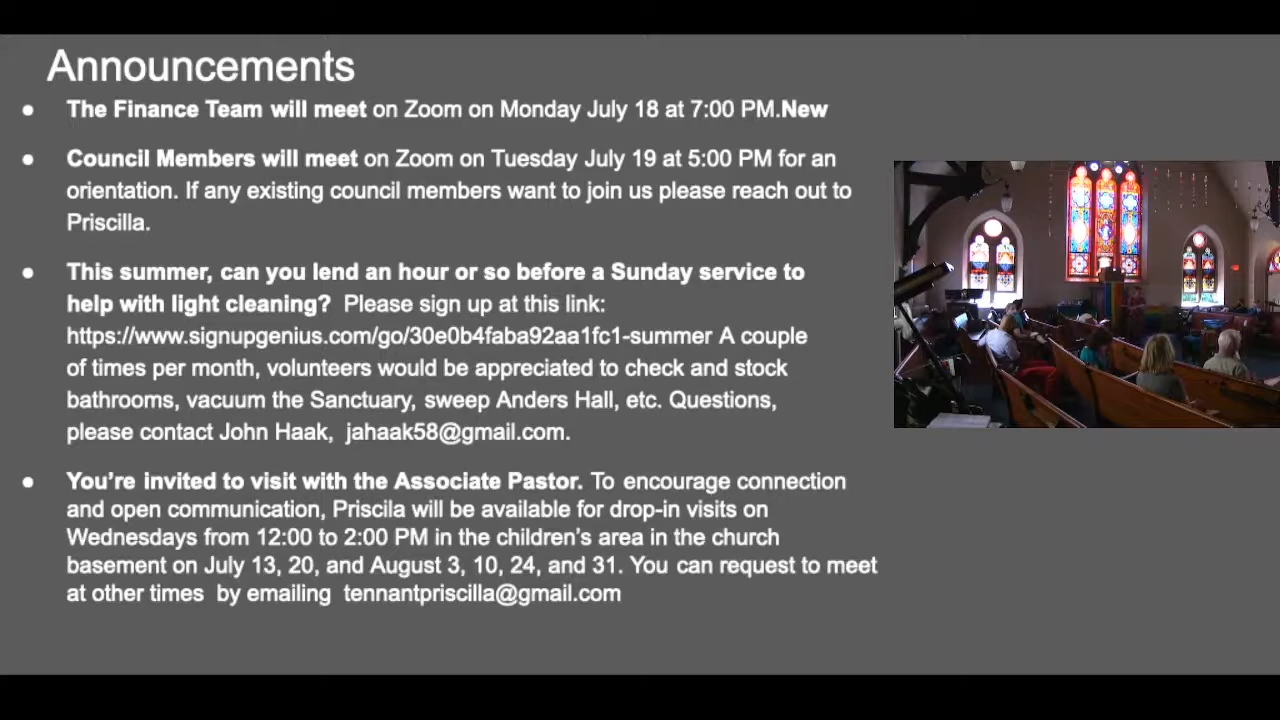 Announcements
● The Finance Team will meet on Zoom on Monday July 18 at 7:00 PM.New
● Council Members will meet on Zoom on Tuesday July 19 at 5:00 PM for an
orientation. If any existing council members want to join us please reach out to
Priscilla.
● This summer, can you lend an hour or so before a Sunday service to
help with light cleaning?  Please sign up at this link:
https://www.signupgenius.com/go/30e0b4faba92aa1fc1-summer A couple
of times per month, volunteers would be appreciated to check and stock
bathrooms, vacuum the Sanctuary, sweep Anders Hall, etc. Questions,
please contact John Haak,  jahaak58@gmail.com.
● You’re invited to visit with the Associate Pastor. To encourage connection
and open communication, Priscila will be available for drop-in visits on
Wednesdays from 12:00 to 2:00 PM in the children’s area in the church
basement on July 13, 20, and August 3, 10, 24, and 31. You can request to meet
at other times  by emailing  tennantpriscilla@gmail.com